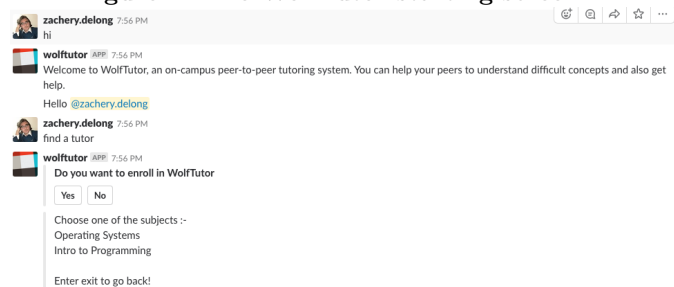 zachery.delong 7:56 PM
hi
wolftutor APP 7:56 PM
Welcome to WolfTutor, an on-campus peer-to-peer tutoring system. You can help your peers to understand difficult concepts and also get
help.
Hello @zachery.delong
zachery.delong 7:56 PM
find a tutor
wolftutor APP 7:56 PM
Do you want to enroll in WolfTutor
Yes No
Choose one of the subjects :-
Operating Systems
Intro to Programming
Enter exit to go back!